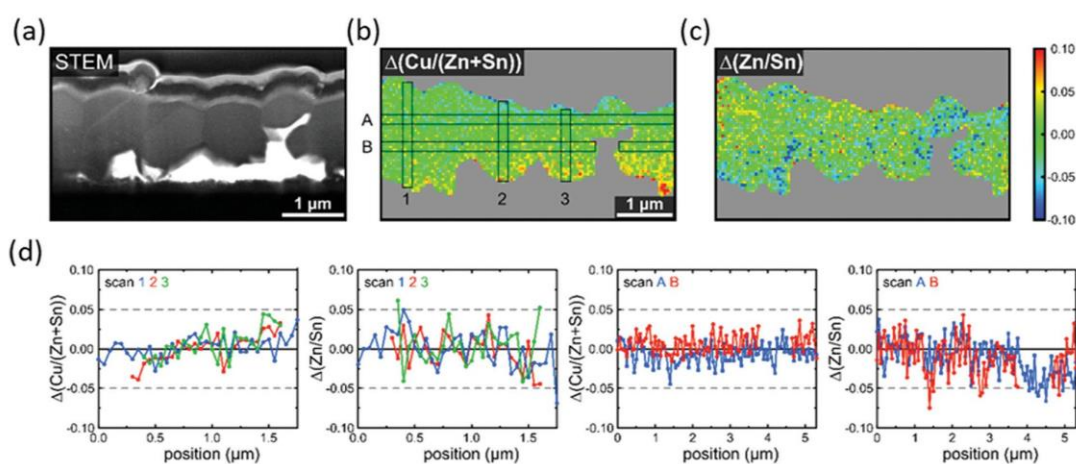 (a)
STEM
1 µm
(b)
Δ(Cu/(Zn+Sn))
A
B
1
2
3
1 µm
(c)
Δ(Zn/Sn)
0.10
0.05
0.00
-0.05
-0.10
(d)
scan 1 2 3
Δ(Cu/(Zn+Sn))
0.10
0.05
0.00
-0.05
-0.10
0.0 0.5 1.0 1.5
position (µm)
scan 1 2 3
Δ(Zn/Sn)
0.10
0.05
0.00
-0.05
-0.10
0.0 0.5 1.0 1.5
position (µm)
scan A B
Δ(Cu/(Zn+Sn))
0.10
0.05
0.00
-0.05
-0.10
0 1 2 3 4 5
position (µm)
scan A B
Δ(Zn/Sn)
0.10
0.05
0.00
-0.05
-0.10
0 1 2 3 4 5
position (µm)